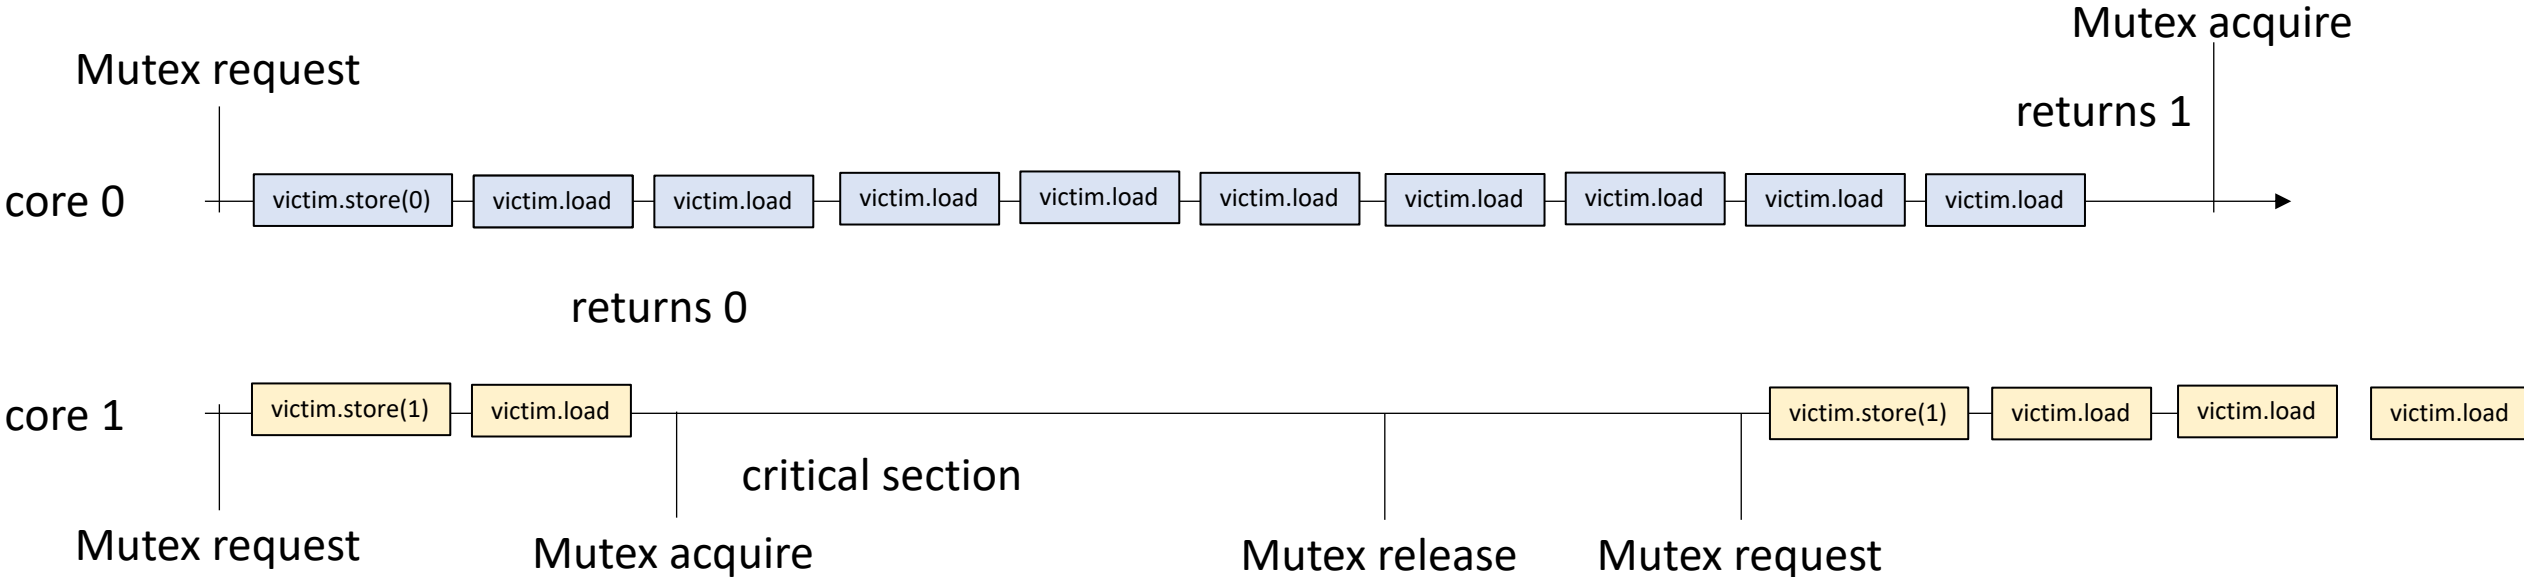 Mutex acquire
Mutex request
returns 1
core 0
victim.store(0)
victim.load
victim.load
victim.load
victim.load
victim.load
victim.load
victim.load
victim.load
victim.load
returns 0
core 1
victim.store(1)
victim.load
victim.store(1)
victim.load
victim.load
victim.load
critical section
Mutex request
Mutex acquire
Mutex release
Mutex request